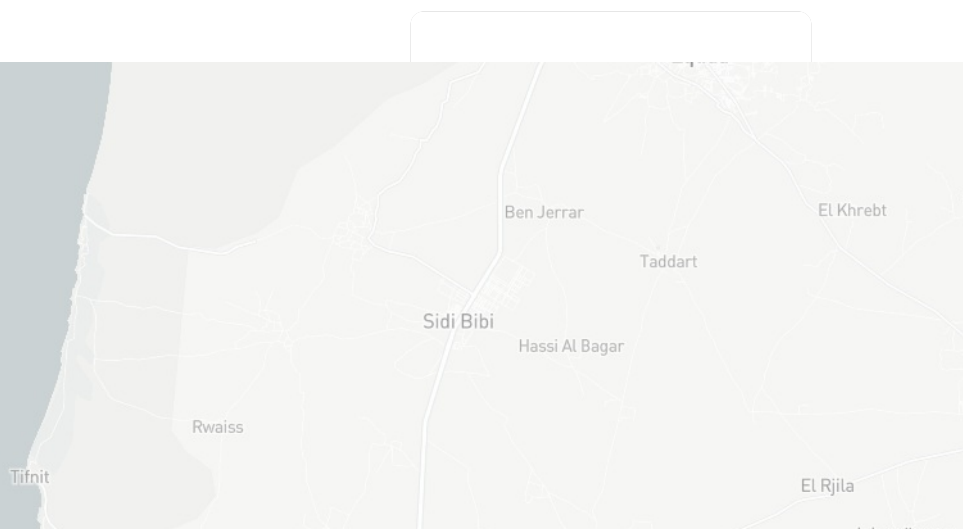 Ben Jerrar
El Khrebt
Taddart
Sidi Bibi
Hassi Al Bagar
Rwaiss
Tifnit
El Rjila